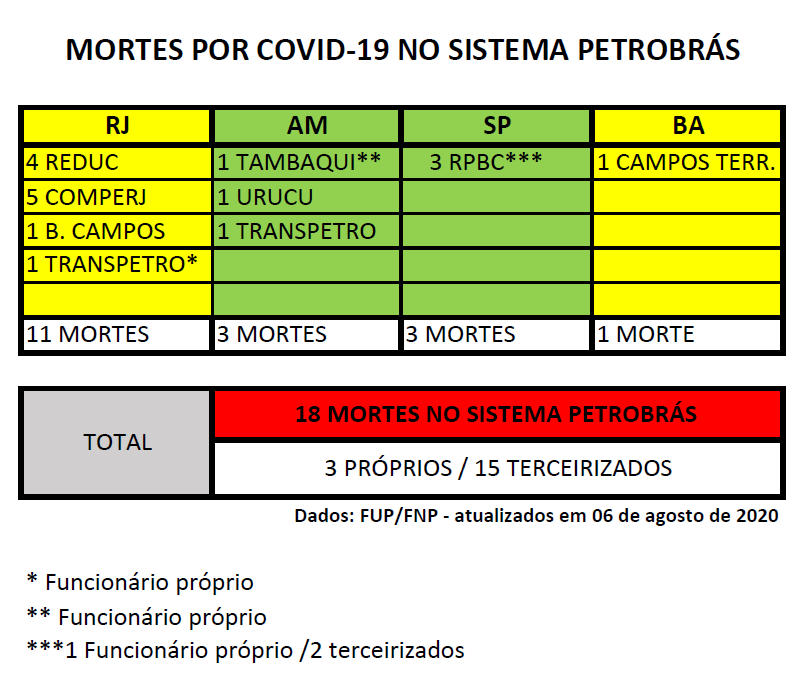 MORTES POR COVID-19 NO SISTEMA PETROBRÁS
RJ AM SP BA
4 REDUC 1 TAMBAQUI** 3 RPBC*** 1 CAMPOS TERR.
5 COMPERJ 1 URUCU
1 B. CAMPOS 1 TRANSPETRO
1 TRANSPETRO*
11 MORTES 3 MORTES 3 MORTES 1 MORTE
TOTAL
18 MORTES NO SISTEMA PETROBRÁS
3 PRÓPRIOS / 15 TERCEIRIZADOS
Dados: FUP/FNP - atualizados em 06 de agosto de 2020
* Funcionário próprio
** Funcionário próprio
***1 Funcionário próprio /2 terceirizados